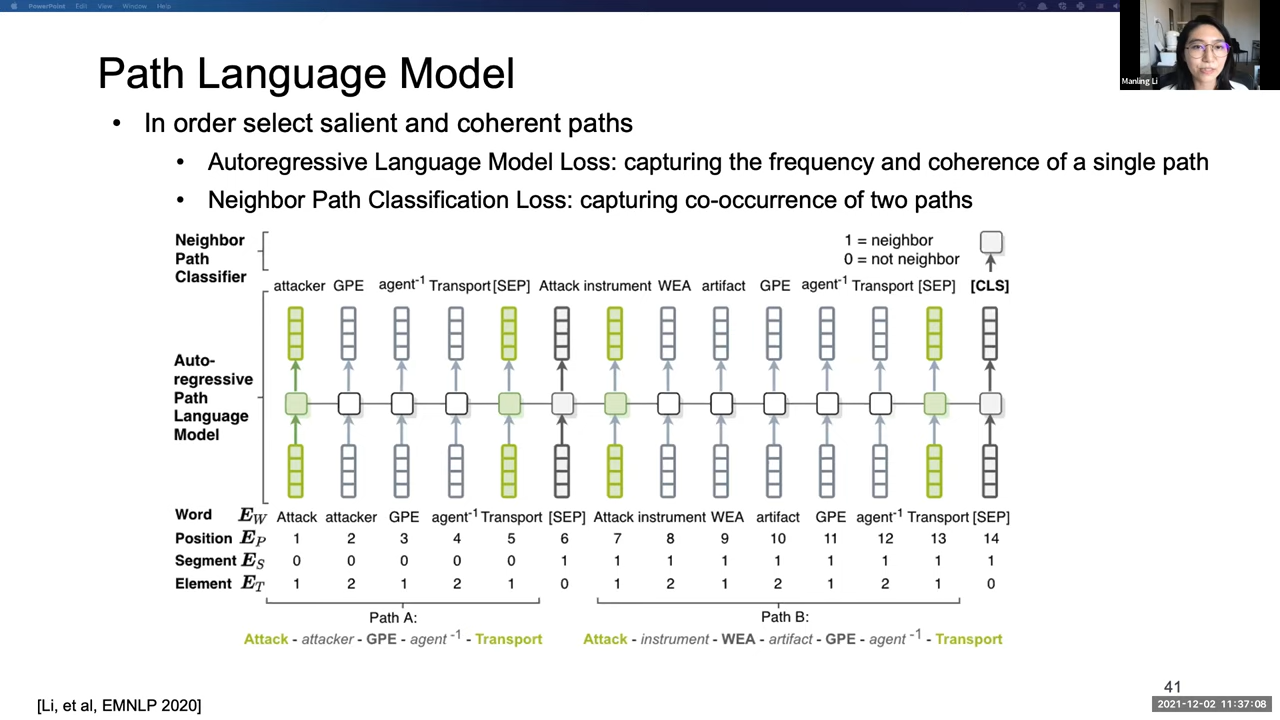 PowerPoint Edit View Window Help
Manling Li
Path Language Model
• In order select salient and coherent paths
• Autoregressive Language Model Loss: capturing the frequency and coherence of a single path
• Neighbor Path Classification Loss: capturing co-occurrence of two paths
Neighbor Path Classifier
1 = neighbor
0 = not neighbor
attacker GPE agent-1 Transport [SEP] Attack instrument WEA artifact GPE agent-1 Transport [SEP] [CLS]
Auto-
regressive
Path
Language
Model
Word EW Attack attacker GPE agent-1 Transport [SEP] Attack instrument WEA artifact GPE agent-1 Transport [SEP]
Position EP 1 2 3 4 5 6 7 8 9 10 11 12 13 14
Segment ES 0 0 0 0 0 1 1 1 1 1 1 1 1 1
Element ET 1 2 1 2 1 0 1 2 1 2 1 2 1 0
Path A:
Attack - attacker - GPE - agent -1 - Transport
Path B:
Attack - instrument - WEA - artifact - GPE - agent -1 - Transport
41
2021-12-02 11:37:08
[Li, et al, EMNLP 2020]